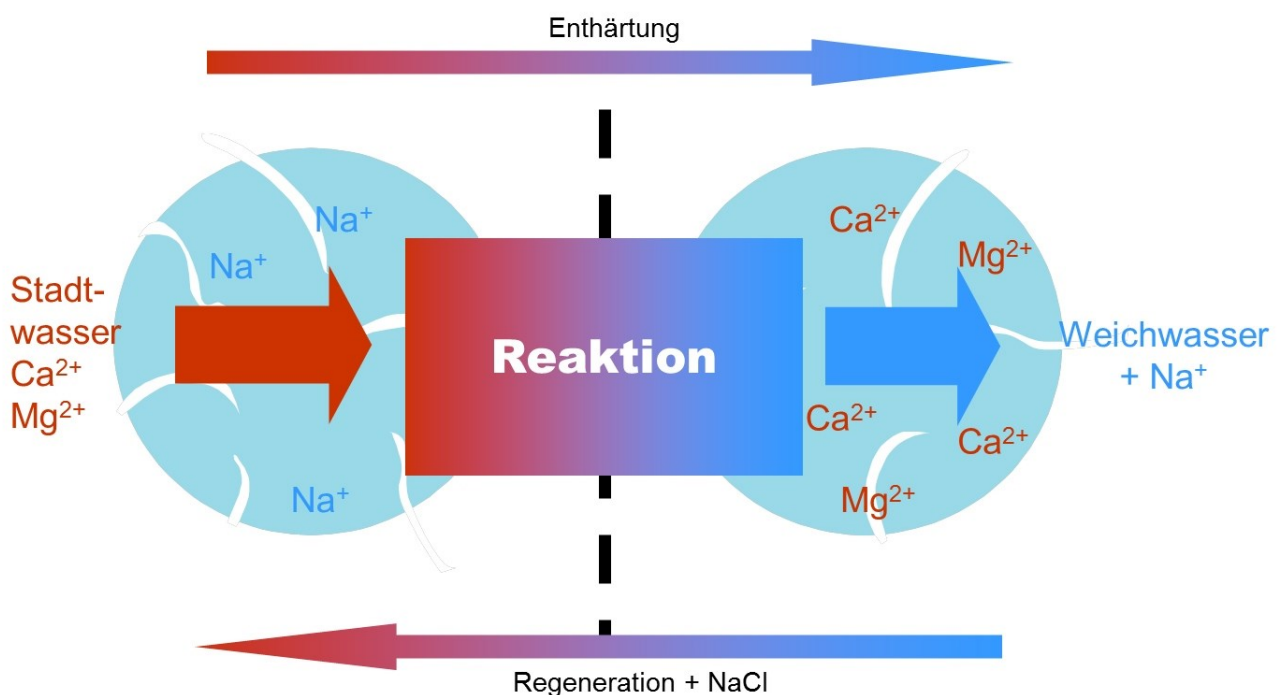 Enthärtung
Na⁺
Na⁺
Stadt-
wasser
Ca²⁺
Mg²⁺
Na⁺
Reaktion
Ca²⁺
Mg²⁺
Ca²⁺
Ca²⁺
Mg²⁺
Weichwasser
+ Na⁺
Regeneration + NaCl